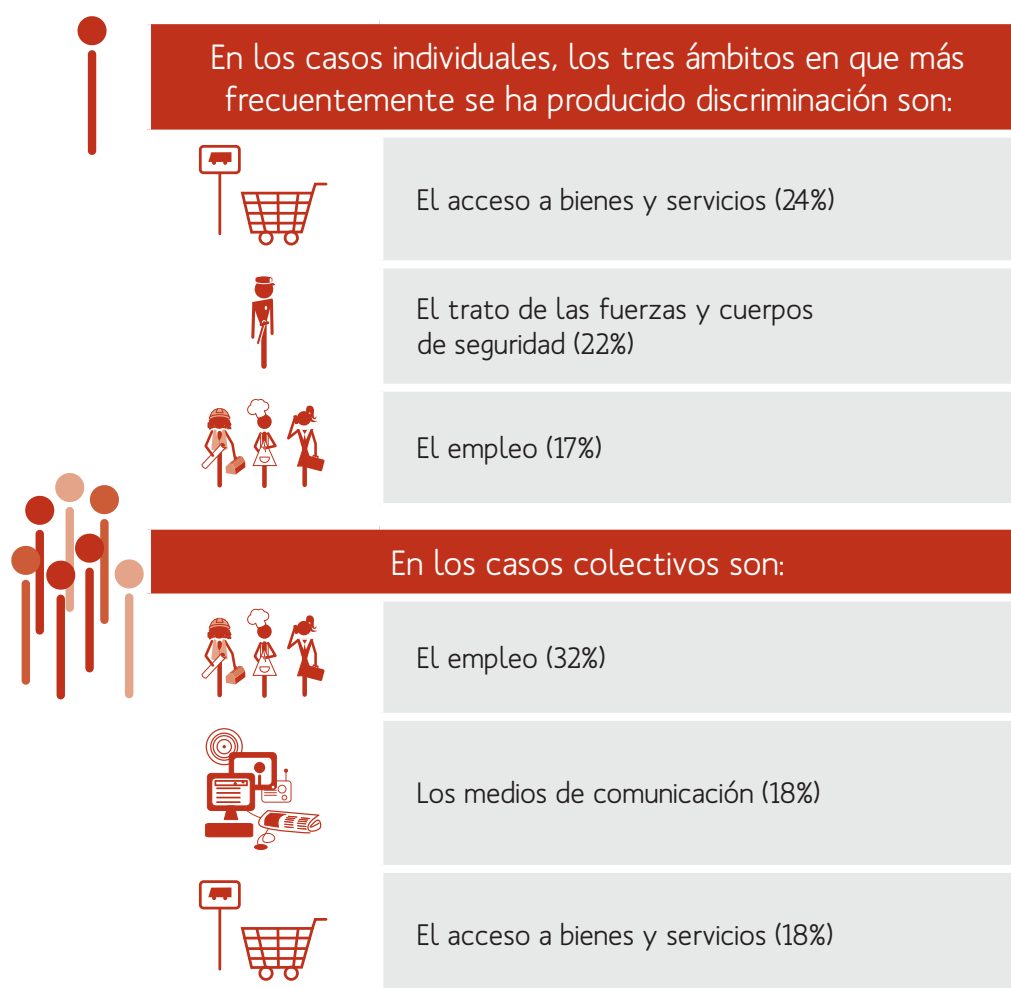 En los casos individuales, los tres ámbitos en que más
frecuentemente se ha producido discriminación son:
El acceso a bienes y servicios (24%)
El trato de las fuerzas y cuerpos
de seguridad (22%)
El empleo (17%)
En los casos colectivos son:
El empleo (32%)
Los medios de comunicación (18%)
El acceso a bienes y servicios (18%)